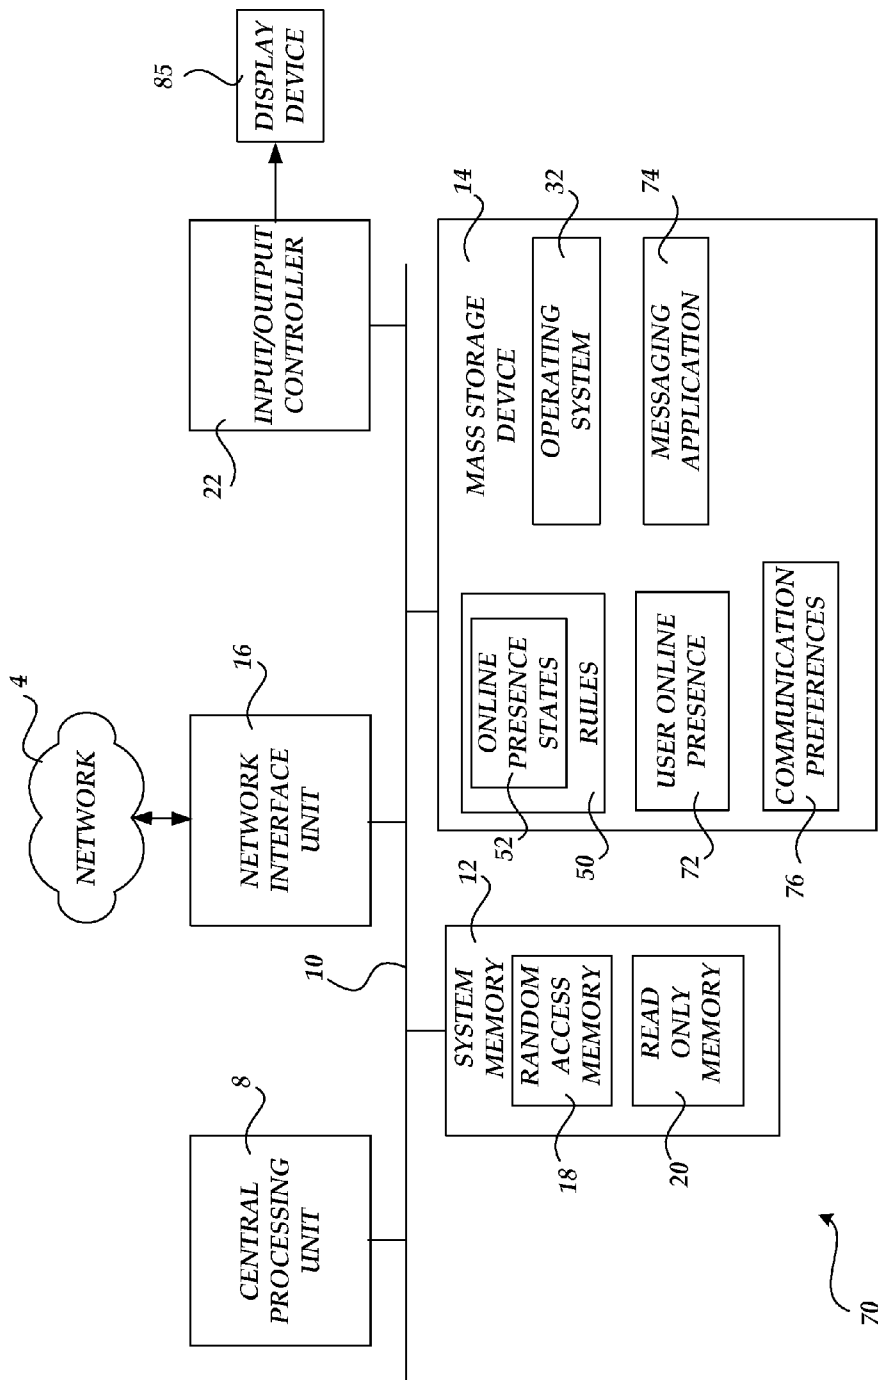 NETWORK
4
CENTRAL
PROCESSING
UNIT
8
NETWORK
INTERFACE
UNIT
16
INPUT/OUTPUT
CONTROLLER
22
DISPLAY
DEVICE
85
10
SYSTEM
MEMORY
12
RANDOM
ACCESS
MEMORY
18
READ
ONLY
MEMORY
20
MASS STORAGE
DEVICE
14
ONLINE
PRESENCE
STATES
52
RULES
50
OPERATING
SYSTEM
32
USER ONLINE
PRESENCE
72
MESSAGING
APPLICATION
74
COMMUNICATION
PREFERENCES
76
70